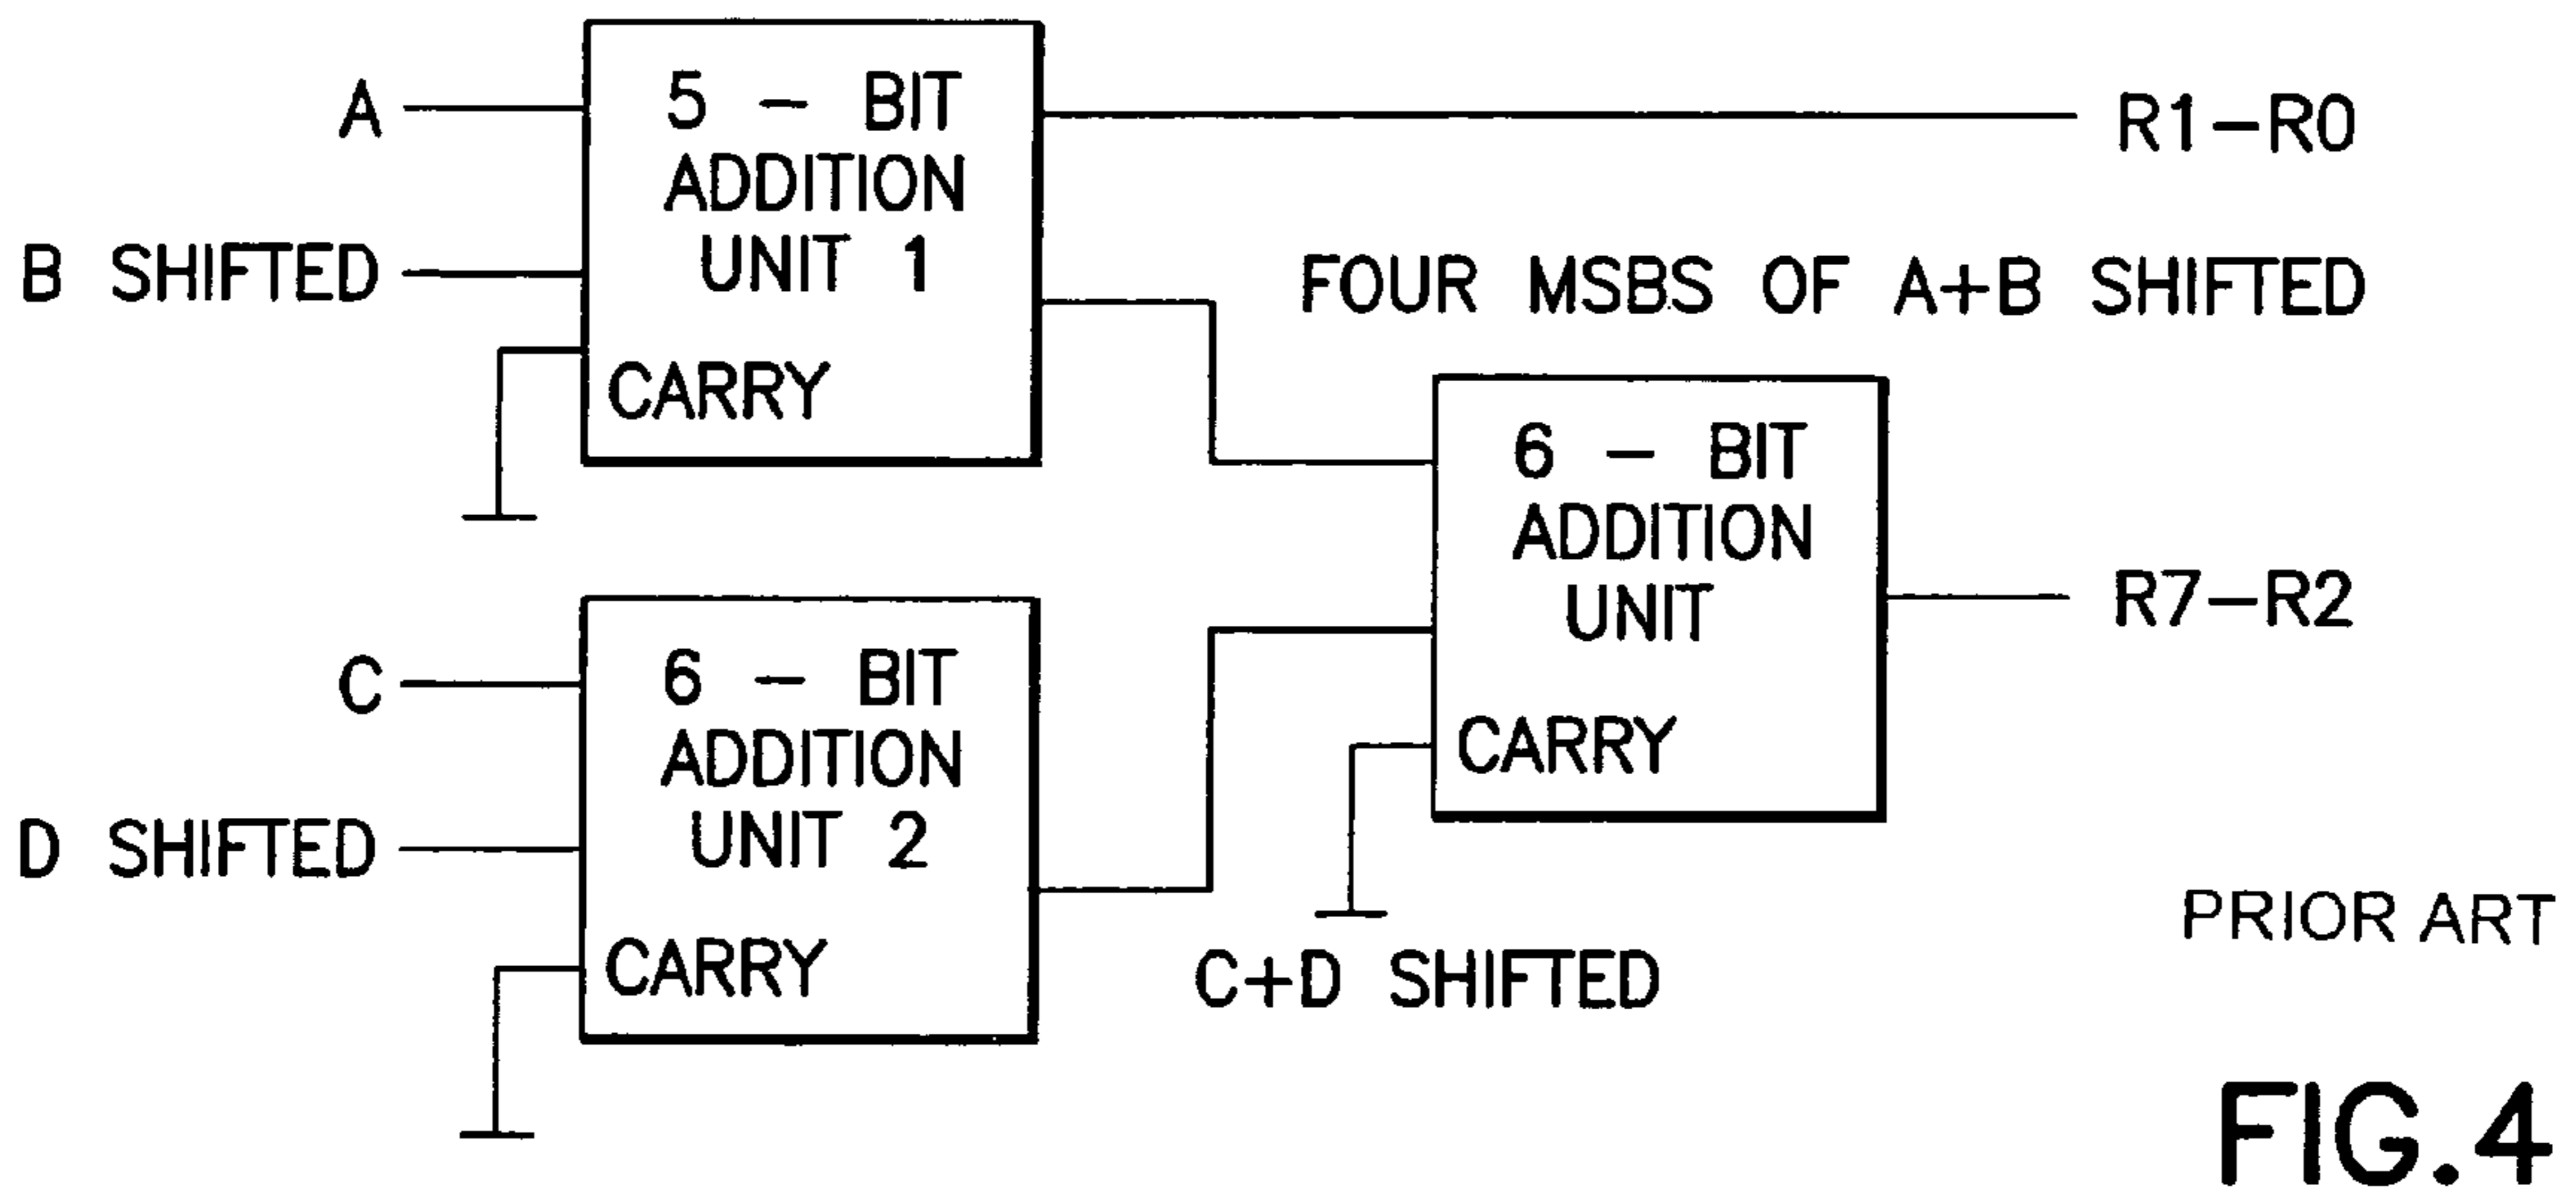 A
B SHIFTED
5 - BIT
ADDITION
UNIT 1
CARRY
R1-R0
FOUR MSBS OF A+B SHIFTED
C
D SHIFTED
6 - BIT
ADDITION
UNIT 2
CARRY
6 - BIT
ADDITION
UNIT
CARRY
R7-R2
C+D SHIFTED
PRIOR ART
FIG.4